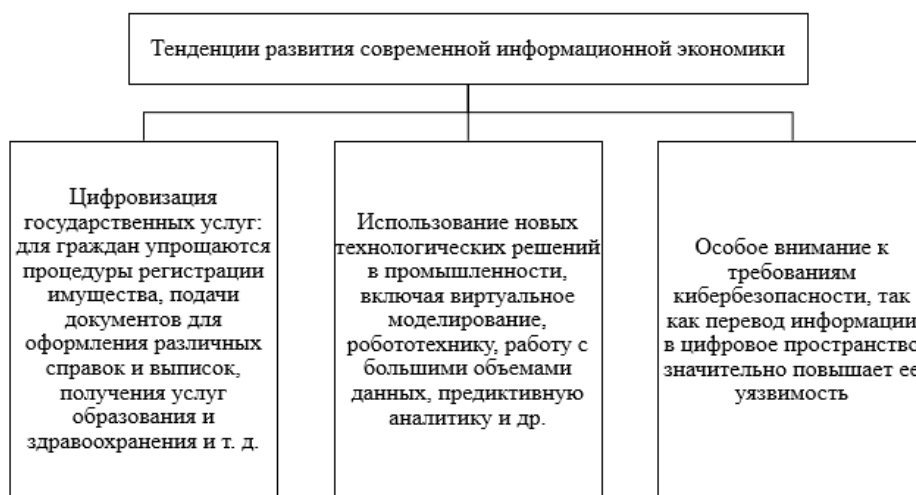 Тенденции развития современной информационной экономики
Цифровизация
государственных услуг:
для граждан упрощаются
процедуры регистрации
имущества, подачи
документов для
оформления различных
справок и выписок,
получения услуг
образования и
здравоохранения и т. д.
Использование новых
технологических решений
в промышленности,
включая виртуальное
моделирование,
робототехнику, работу с
большими объемами
данных, предиктивную
аналитику и др.
Особое внимание к
требованиям
кибербезопасности, так
как перевод информации
в цифровое пространство
значительно повышает ее
уязвимость